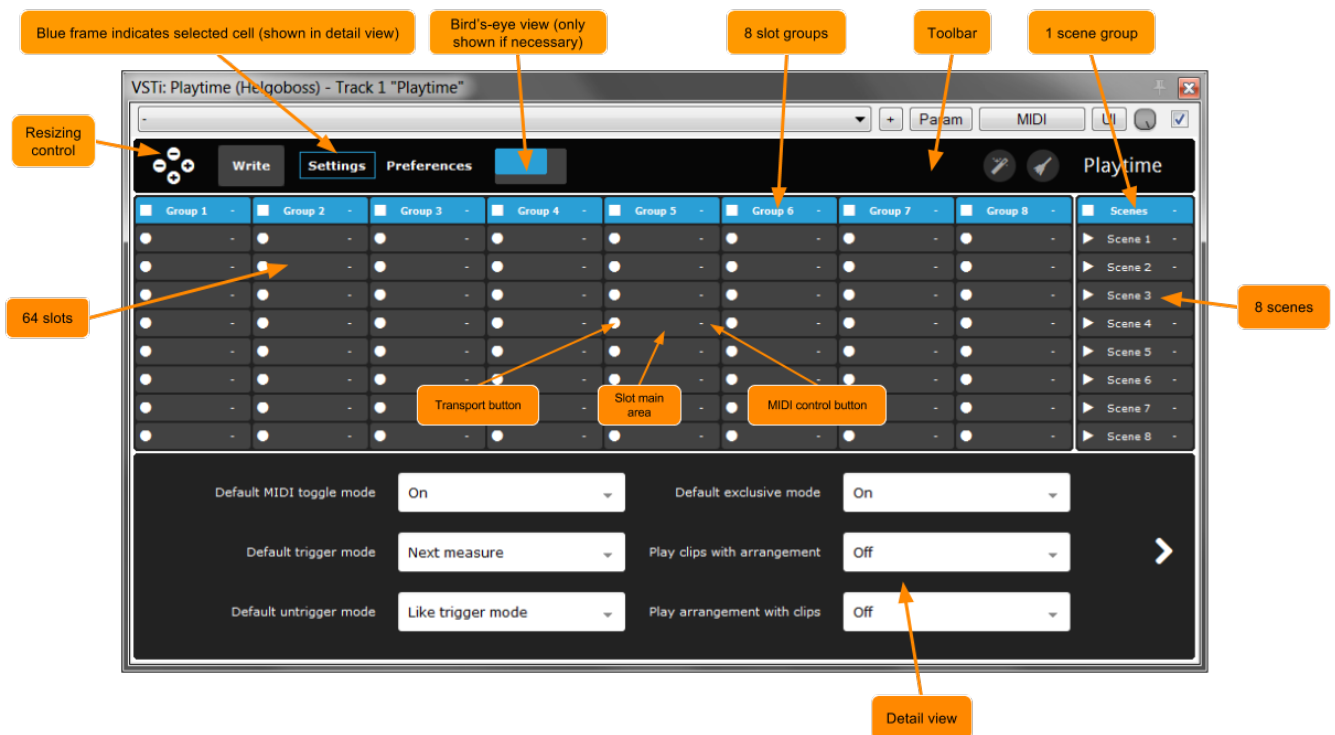 Blue frame indicates selected cell (shown in detail view)
Bird's-eye view (only
shown if necessary)
8 slot groups
Toolbar
1 scene group
VSTi: Playtime (Helgoboss) - Track 1 "Playtime"
Resizing
control
-
+ Param MIDI UI
Write Settings Preferences Playtime
Group 1 - Group 2 - Group 3 - Group 4 - Group 5 - Group 6 - Group 7 - Group 8 - Scenes -
- - - - - - - - Scene 1 -
- - - - - - - - Scene 2 -
- - - - - - - - Scene 3 -
64 slots
8 scenes
- - - - - - - - Scene 4 -
- - - - - - - - Scene 5 -
- - - - - - - Scene 6 -
Transport button
Slot main
area
MIDI control button
- - - - - - - Scene 7 -
- - - - - - - - Scene 8 -
Default MIDI toggle mode On Default exclusive mode On
Default trigger mode Next measure Play clips with arrangement Off
Default untrigger mode Like trigger mode Play arrangement with clips Off
Detail view